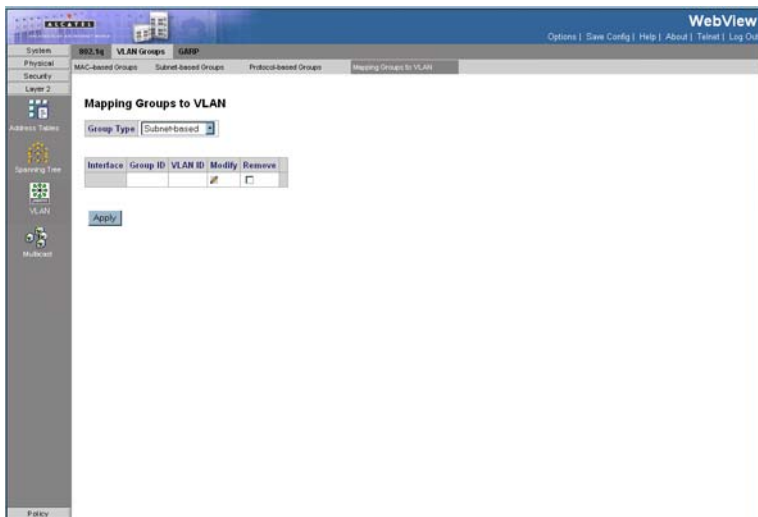 ALCATEL
WebView
Options | Save Config | Help | About | Telnet | Log Out
System
Physical
Security
Layer 2
Address Tables
Spanning Tree
VLAN
Multicast
Policy
802.1q VLAN Groups GARP
MAC-based Groups Subnet-based Groups Protocol-based Groups Mapping Groups to VLAN
Mapping Groups to VLAN
Group Type Subnet-based
Interface Group ID VLAN ID Modify Remove
Apply